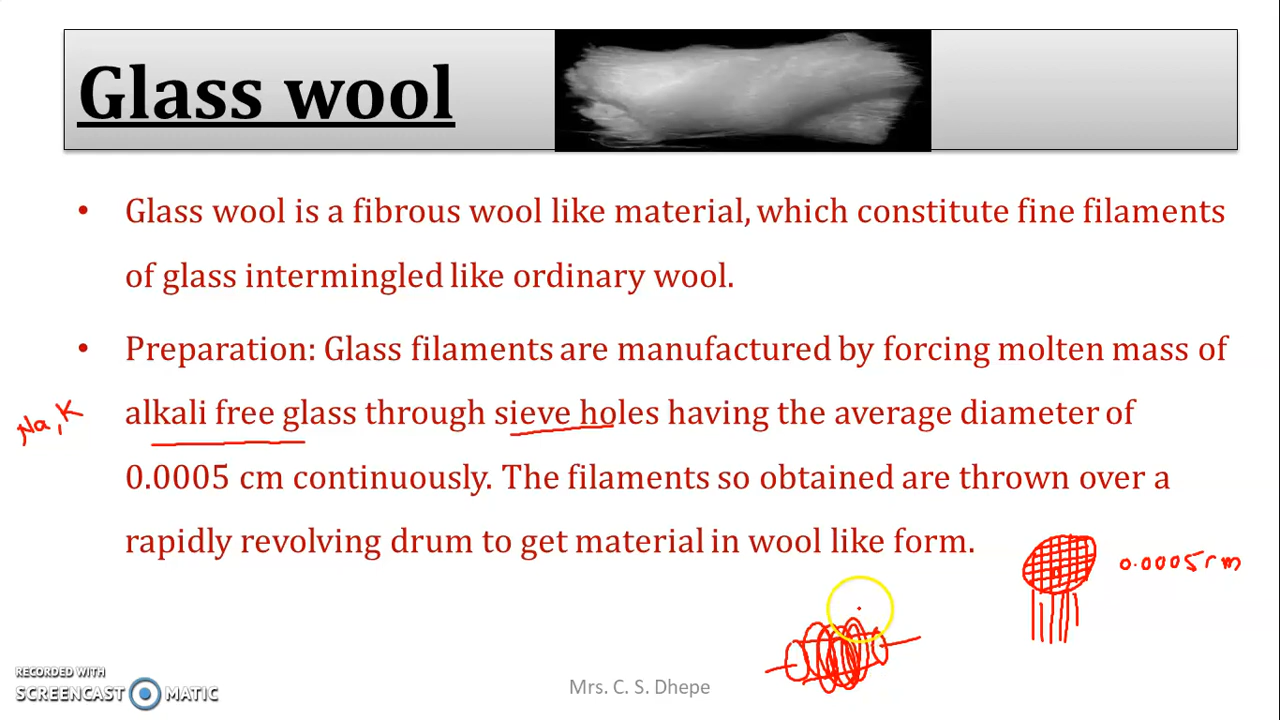 Glass wool
• Glass wool is a fibrous wool like material, which constitute fine filaments
of glass intermingled like ordinary wool.
• Preparation: Glass filaments are manufactured by forcing molten mass of
Na, K
alkali free glass through sieve holes having the average diameter of
0.0005 cm continuously. The filaments so obtained are thrown over a
rapidly revolving drum to get material in wool like form.
0.0005 cm
RECORDED WITH
SCREENCAST MATIC
Mrs. C. S. Dhepe